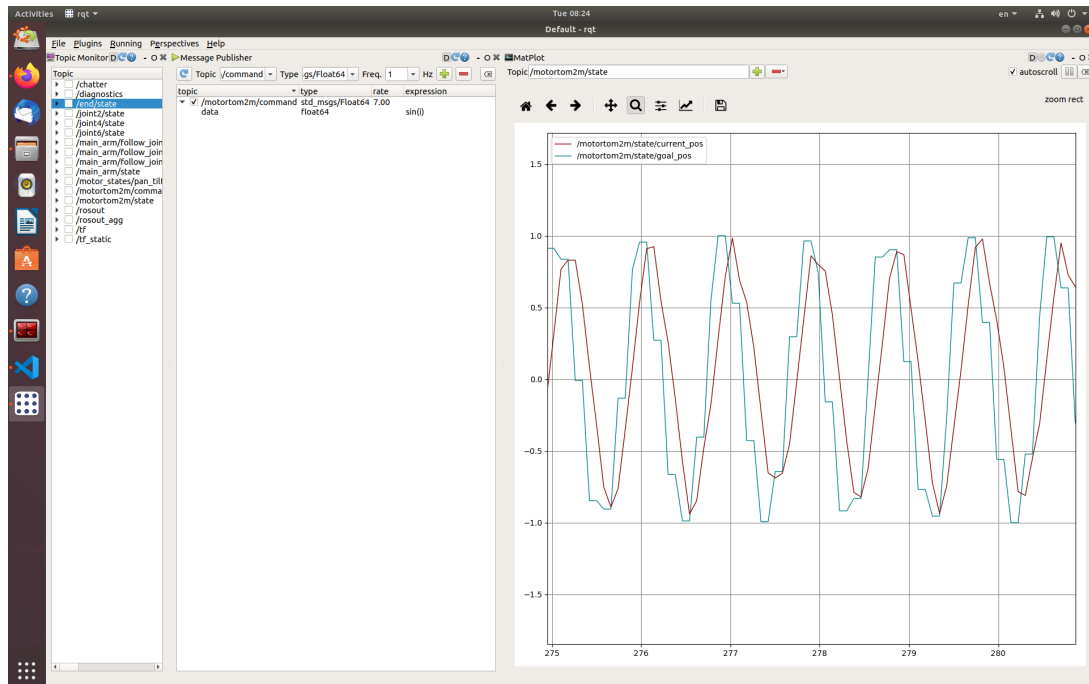 Activities rqt Tue 08:24 en
Default - rqt
File Plugins Running Perspectives Help
Topic Monitor D - O Message Publisher D - O MatPlot D - O
Topic
/chatter
/diagnostics
/end/state
/joint2/state
/joint4/state
/joint6/state
/main_arm/follow_join
/main_arm/follow_join
/main_arm/follow_join
/main_arm/state
/motor_states/pan_til
/motortom2m/comma
/motortom2m/state
/rosout
/rosout_agg
/tf
/tf_static
Topic /command Type gs/Float64 Freq. 1 Hz
topic type rate expression
/motortom2m/command std_msgs/Float64 7.00
data float64 sin(i)
Topic /motortom2m/state autoscroll
zoom rect
/motortom2m/state/current_pos
/motortom2m/state/goal_pos
1.5
1.0
0.5
0.0
−0.5
−1.0
−1.5
275 276 277 278 279 280